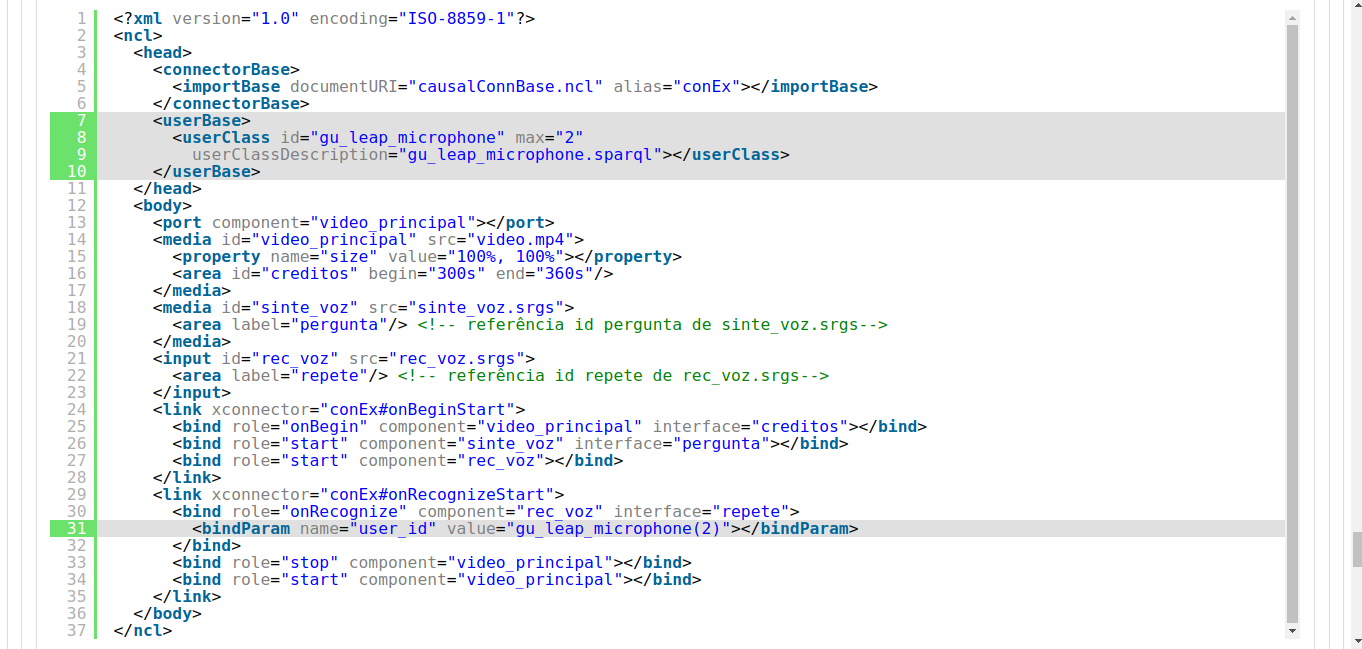 1 <?xml version="1.0" encoding="ISO-8859-1"?>
2 <ncl>
3   <head>
4     <connectorBase>
5       <importBase documentURI="causalConnBase.ncl" alias="conEx"></importBase>
6     </connectorBase>
7     <userBase>
8       <userClass id="gu_leap_microphone" max="2"
9         userClassDescription="gu_leap_microphone.sparql"></userClass>
10     </userBase>
11   </head>
12   <body>
13     <port component="video_principal"></port>
14     <media id="video_principal" src="video.mp4">
15       <property name="size" value="100%, 100%"></property>
16       <area id="creditos" begin="300s" end="360s"/>
17     </media>
18     <media id="sinte_voz" src="sinte_voz.srgs">
19       <area label="pergunta"/> <!-- referência id pergunta de sinte_voz.srgs-->
20     </media>
21     <input id="rec_voz" src="rec_voz.srgs">
22       <area label="repete"/> <!-- referência id repete de rec_voz.srgs-->
23     </input>
24     <link xconnector="conEx#onBeginStart">
25       <bind role="onBegin" component="video_principal" interface="creditos"></bind>
26       <bind role="start" component="sinte_voz" interface="pergunta"></bind>
27       <bind role="start" component="rec_voz"></bind>
28     </link>
29     <link xconnector="conEx#onRecognizeStart">
30       <bind role="onRecognize" component="rec_voz" interface="repete">
31         <bindParam name="user_id" value="gu_leap_microphone(2)"></bindParam>
32       </bind>
33       <bind role="stop" component="video_principal"></bind>
34       <bind role="start" component="video_principal"></bind>
35     </link>
36   </body>
37 </ncl>